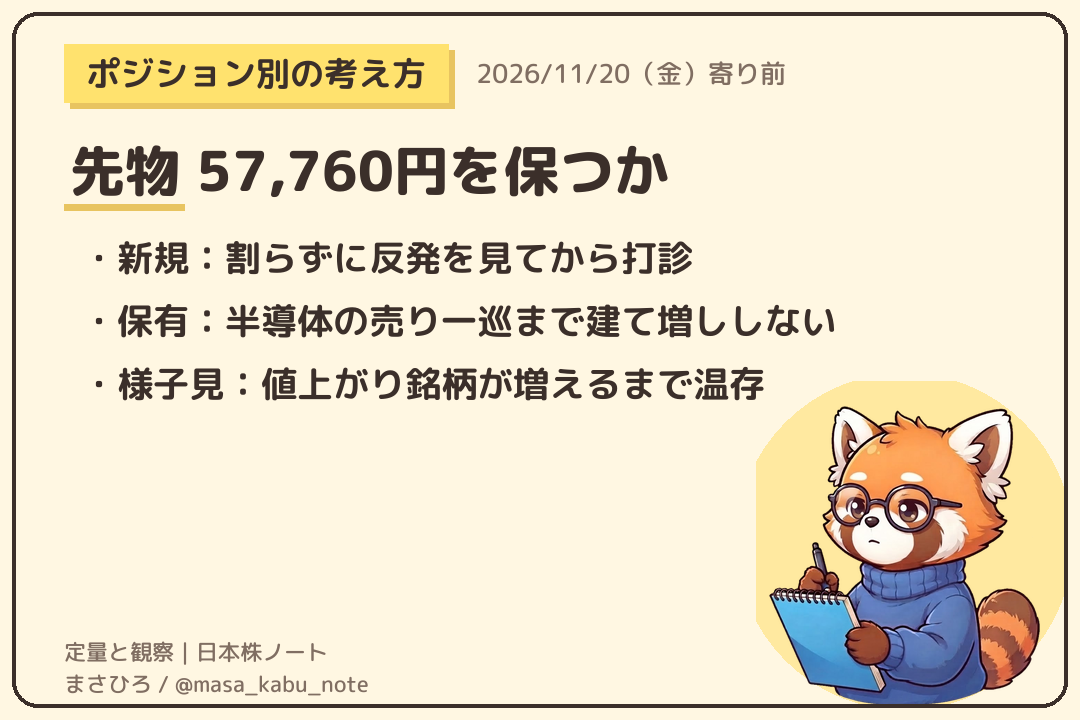 ポジション別の考え方
2026/11/20（金）寄り前
先物 57,760円を保つか
・新規：割らずに反発を見てから打診
・保有：半導体の売り一巡まで建て増ししない
・様子見：値上がり銘柄が増えるまで温存
定量と観察 | 日本株ノート
まさひろ / @masa_kabu_note